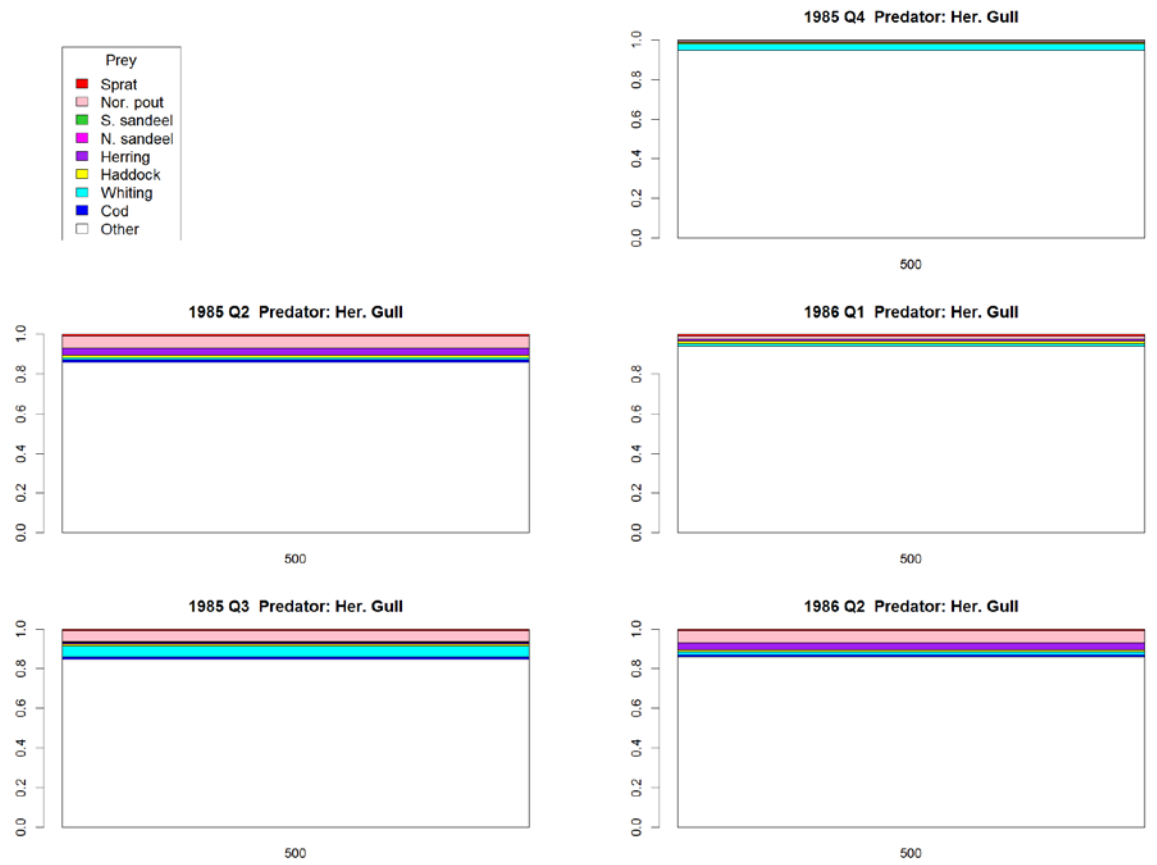 Prey
Sprat
Nor. pout
S. sandeel
N. sandeel
Herring
Haddock
Whiting
Cod
Other
1985 Q4 Predator: Her. Gull
1.0
0.8
0.6
0.4
0.2
0.0
500
1985 Q2 Predator: Her. Gull
1.0
0.8
0.6
0.4
0.2
0.0
500
1986 Q1 Predator: Her. Gull
0.8
0.6
0.4
0.2
0.0
500
1985 Q3 Predator: Her. Gull
1.0
0.8
0.6
0.4
0.2
0.0
500
1986 Q2 Predator: Her. Gull
1.0
0.8
0.6
0.4
0.2
0.0
500